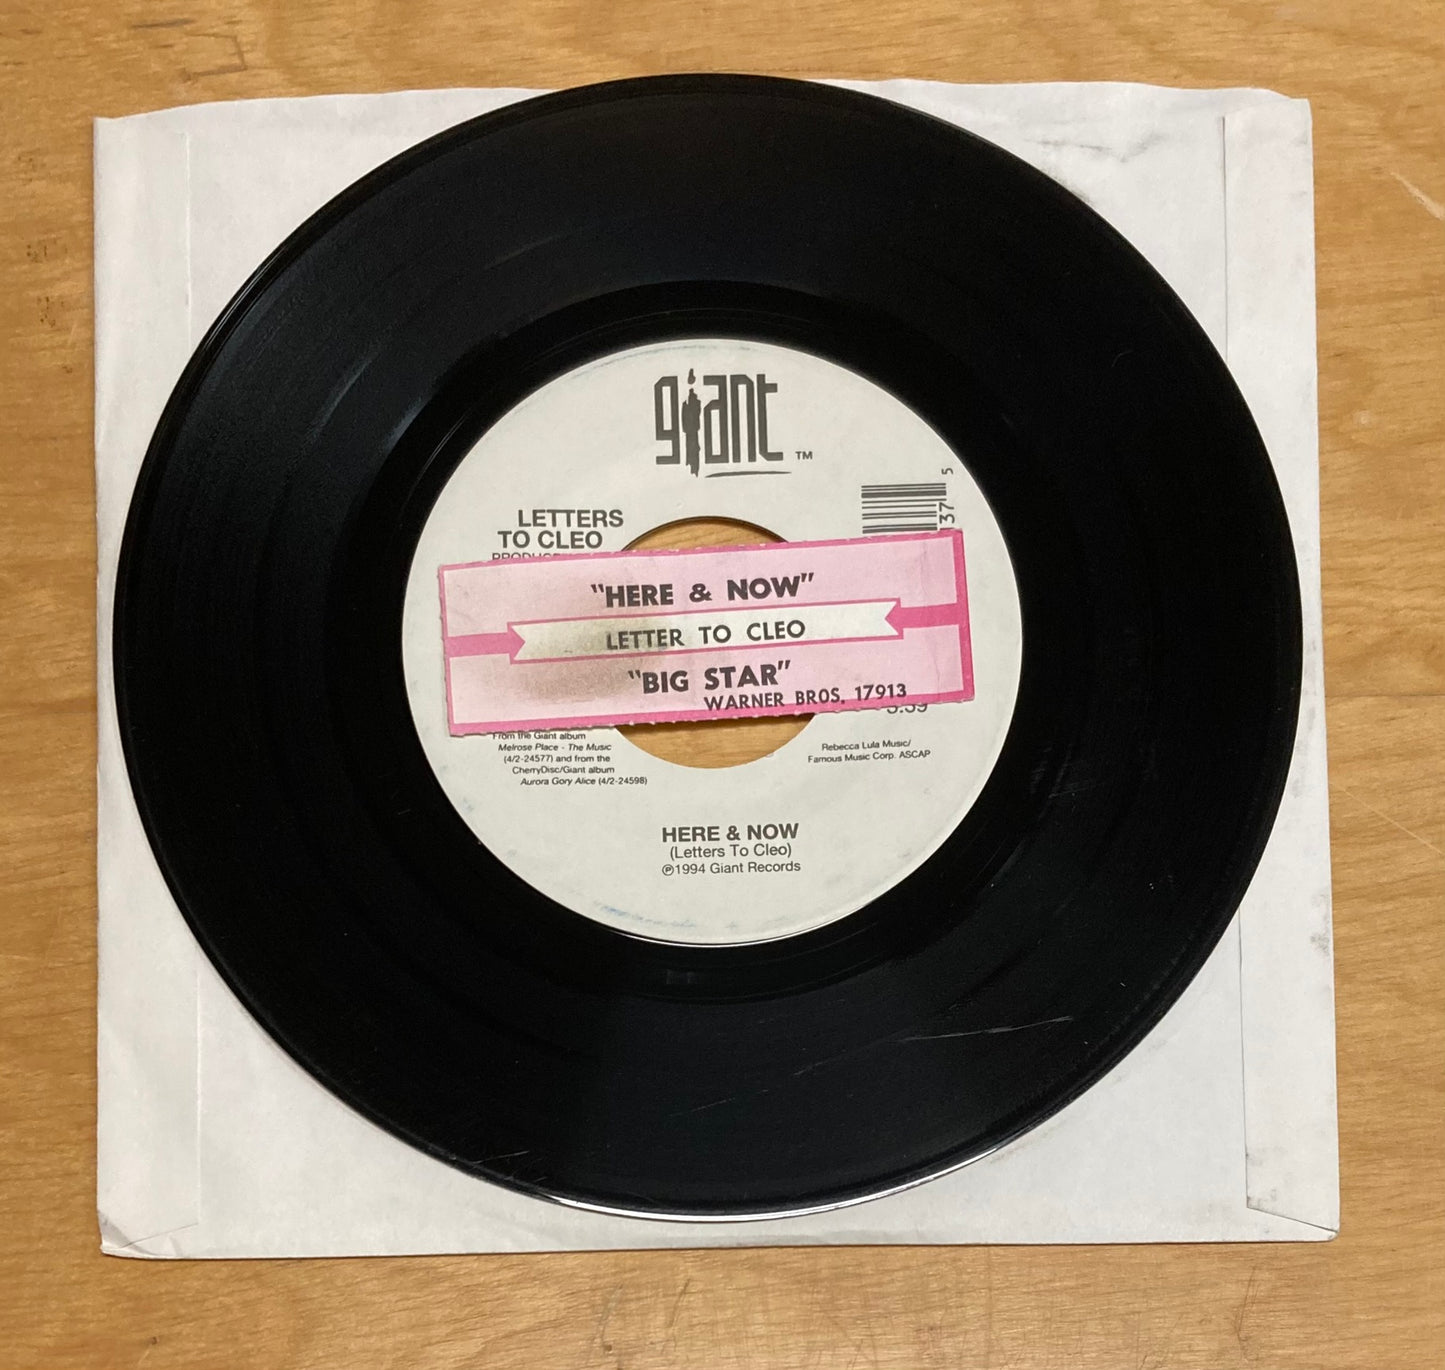 giant ™
5
37
LETTERS
TO CLEO
"HERE & NOW"
LETTER TO CLEO
"BIG STAR"
WARNER BROS. 17913
From the Giant album
Melrose Place - The Music
(4/2-24577) and from the
CherryDisc/Giant album
Aurora Gory Alice (4/2-24598)
Rebecca Lula Music/
Famous Music Corp. ASCAP
HERE & NOW
(Letters To Cleo)
℗1994 Giant Records